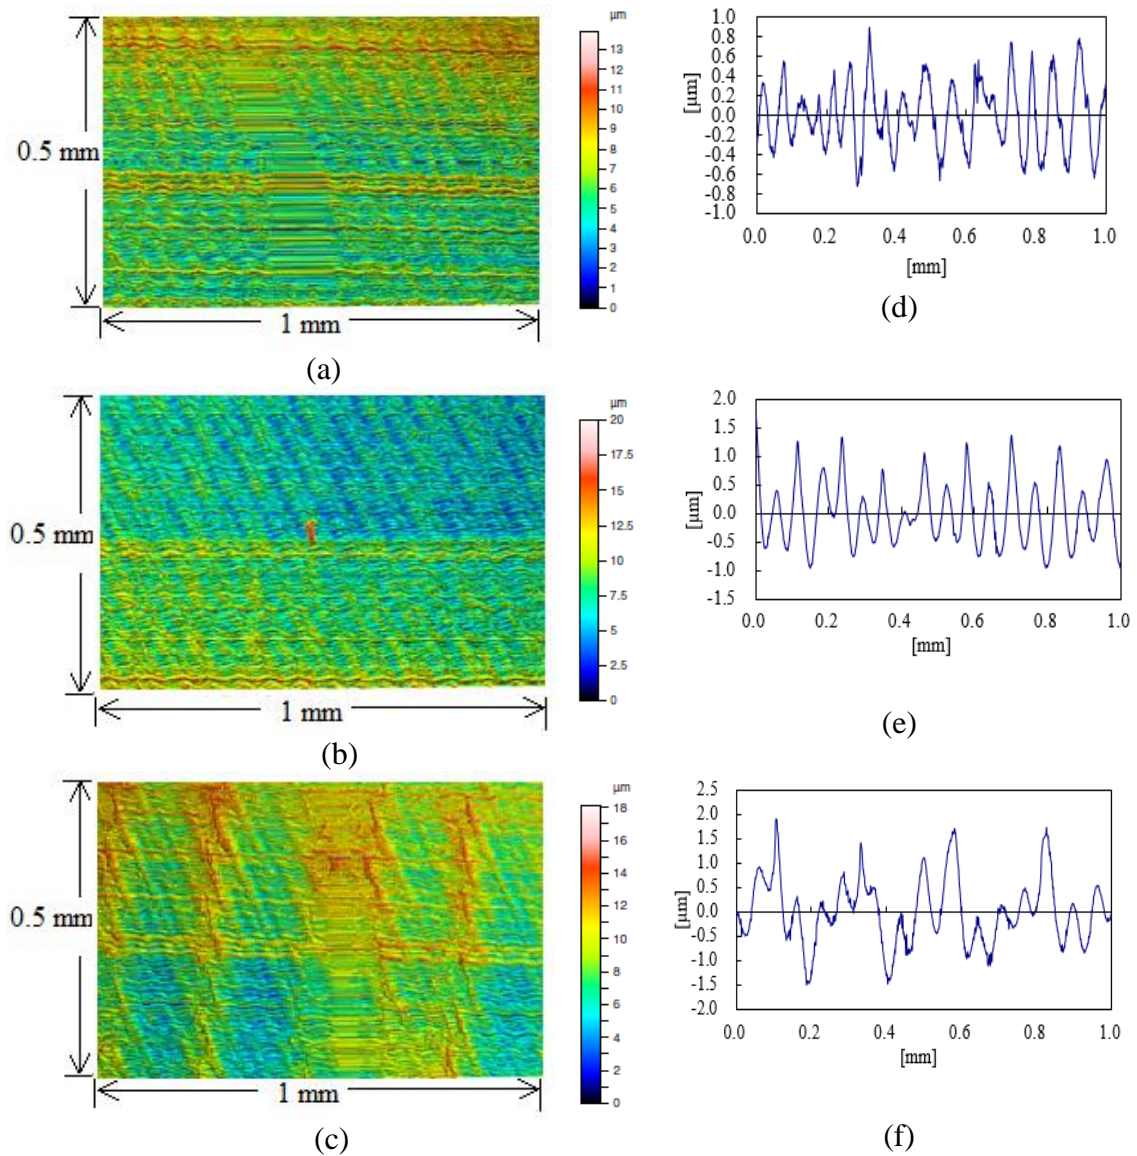 µm
13
12
11
10
9
8
7
6
5
4
3
2
1
0
0.5 mm
1 mm
(a)
[µm]
1.0
0.8
0.6
0.4
0.2
0.0
-0.2
-0.4
-0.6
-0.8
-1.0
0.0 0.2 0.4 0.6 0.8 1.0
[mm]
(d)
µm
20
17.5
15
12.5
10
7.5
5
2.5
0
0.5 mm
1 mm
(b)
[µm]
2.0
1.5
1.0
0.5
0.0
-0.5
-1.0
-1.5
0.0 0.2 0.4 0.6 0.8 1.0
[mm]
(e)
µm
18
16
14
12
10
8
6
4
2
0
0.5 mm
1 mm
(c)
[µm]
2.5
2.0
1.5
1.0
0.5
0.0
-0.5
-1.0
-1.5
-2.0
0.0 0.2 0.4 0.6 0.8 1.0
[mm]
(f)